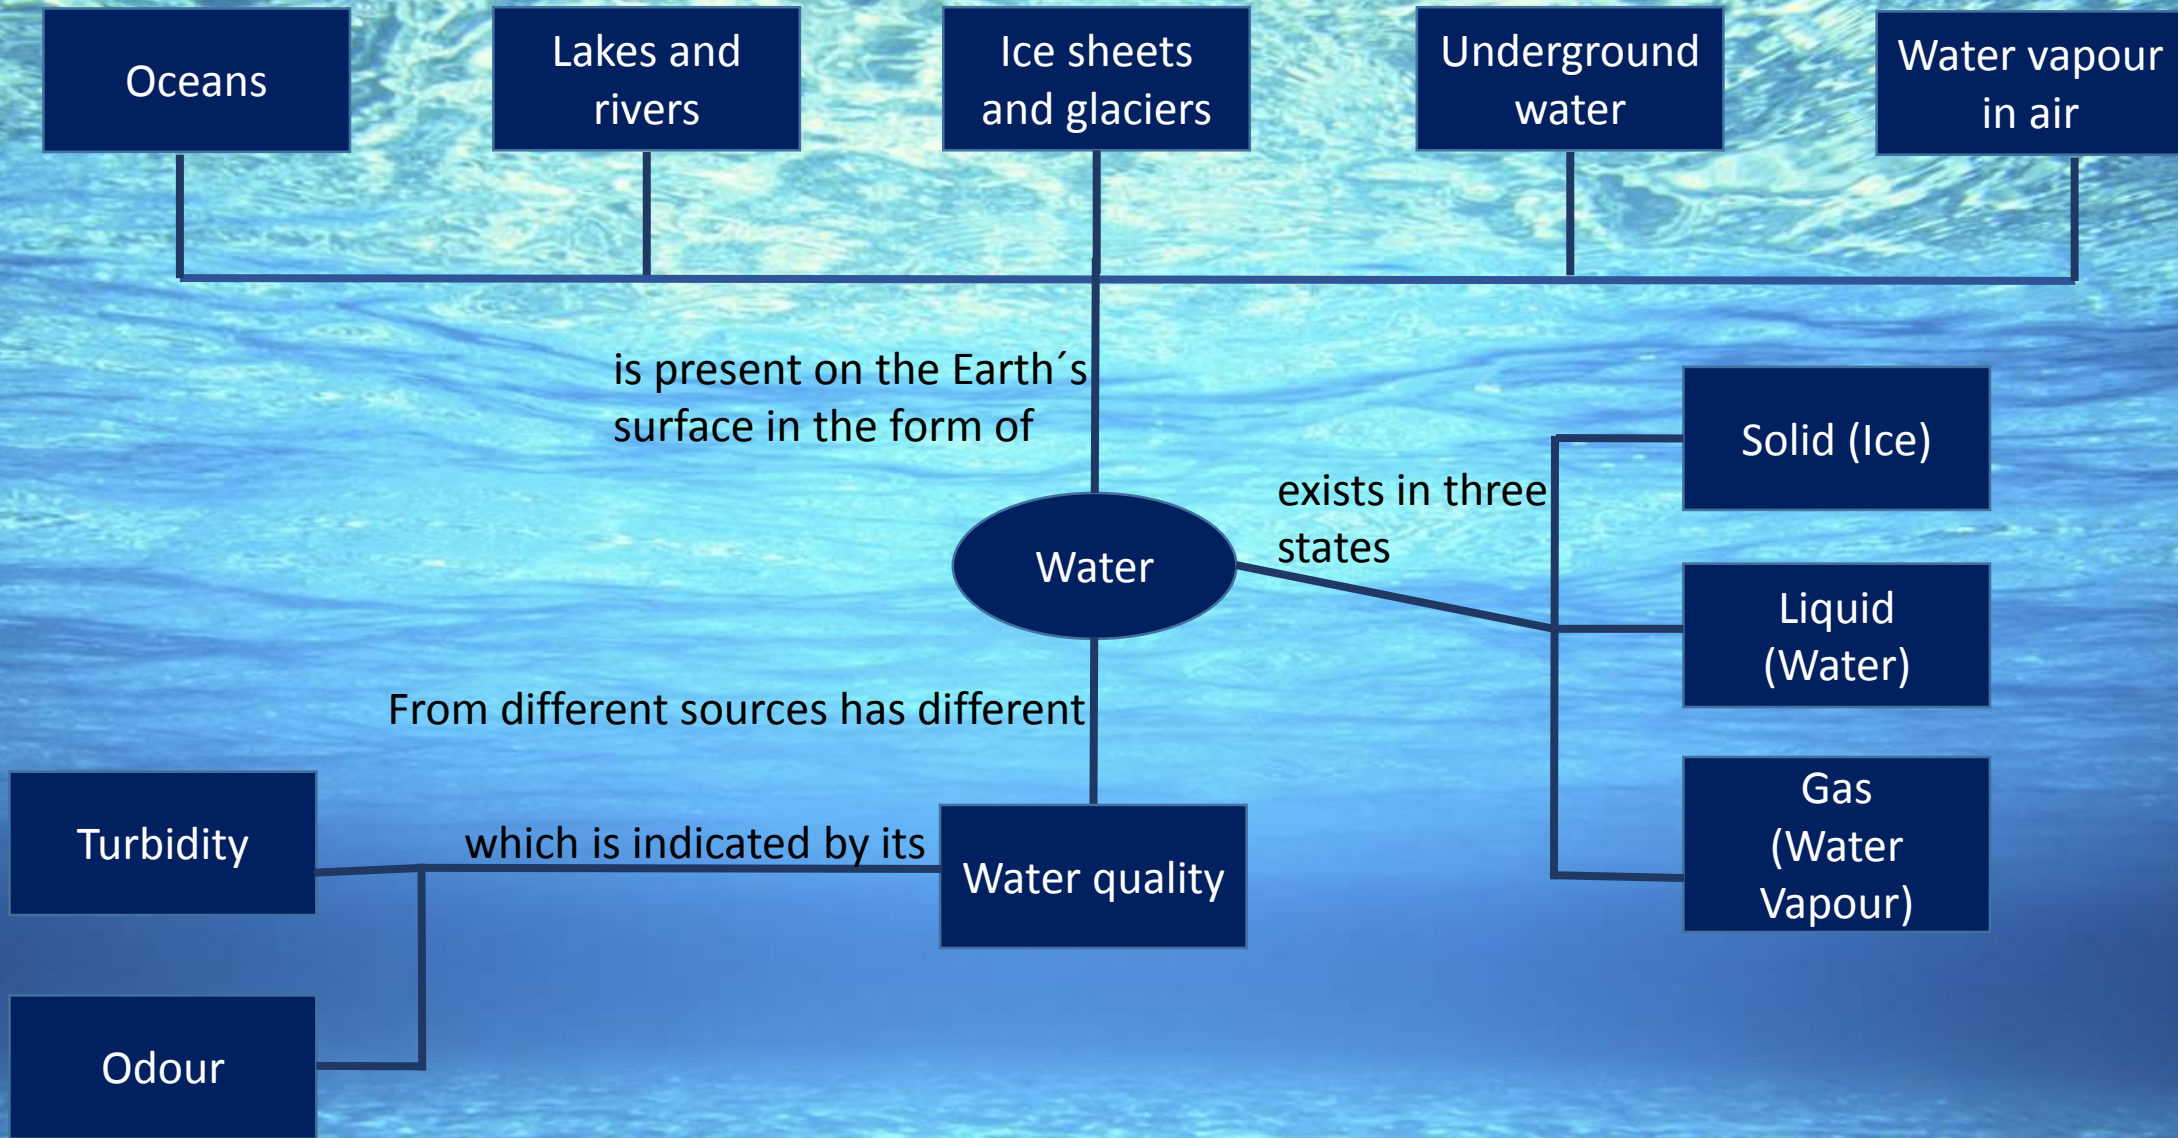 Oceans
Lakes and
rivers
Ice sheets
and glaciers
Underground
water
Water vapour
in air
is present on the Earth´s
surface in the form of
exists in three
states
Solid (Ice)
Water
Liquid
(Water)
From different sources has different
Gas
(Water
Vapour)
Turbidity
which is indicated by its
Water quality
Odour